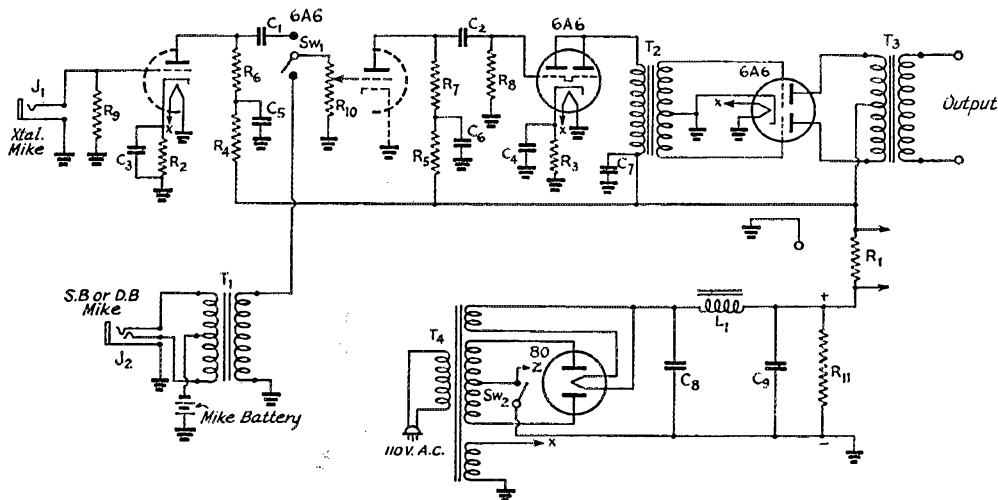 6A6
C1
Sw1
C2
6A6
T2
T3
6A6
J1
Xtal.
Mike
R9
C3
x
R2
R6
C5
R4
R10
R7
C6
R5
R8
C4
x
R3
C7
x
Output
R1
S.B or D.B
Mike
J2
T1
Mike Battery
T4
110 V. A.C.
Sw2
80
Z
x
L1
C8
C9
+
R11
-